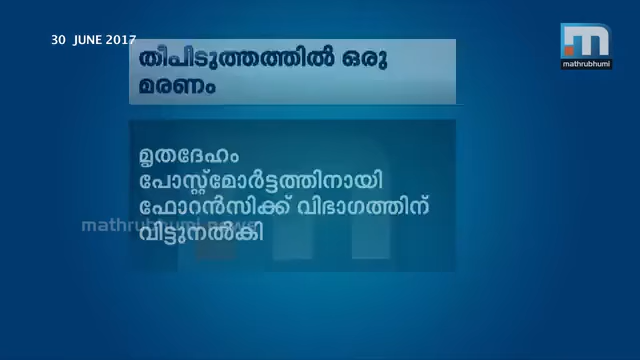 30 JUNE 2017
mathrubhumi
തീപിടുത്തത്തിൽ ഒരു
മരണം
മൃതദേഹം
പോസ്റ്റ്മോർട്ടത്തിനായി
ഫോറൻസിക്ക് വിഭാഗത്തിന്
mathrubhumi news
വിട്ടുനൽകി